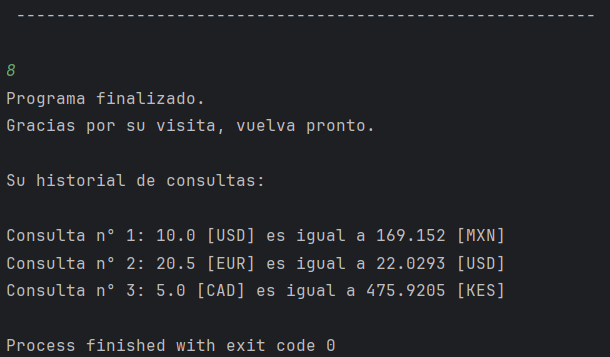 ----------------------------------------------------------
8
Programa finalizado.
Gracias por su visita, vuelva pronto.
Su historial de consultas:
Consulta n° 1: 10.0 [USD] es igual a 169.152 [MXN]
Consulta n° 2: 20.5 [EUR] es igual a 22.0293 [USD]
Consulta n° 3: 5.0 [CAD] es igual a 475.9205 [KES]
Process finished with exit code 0